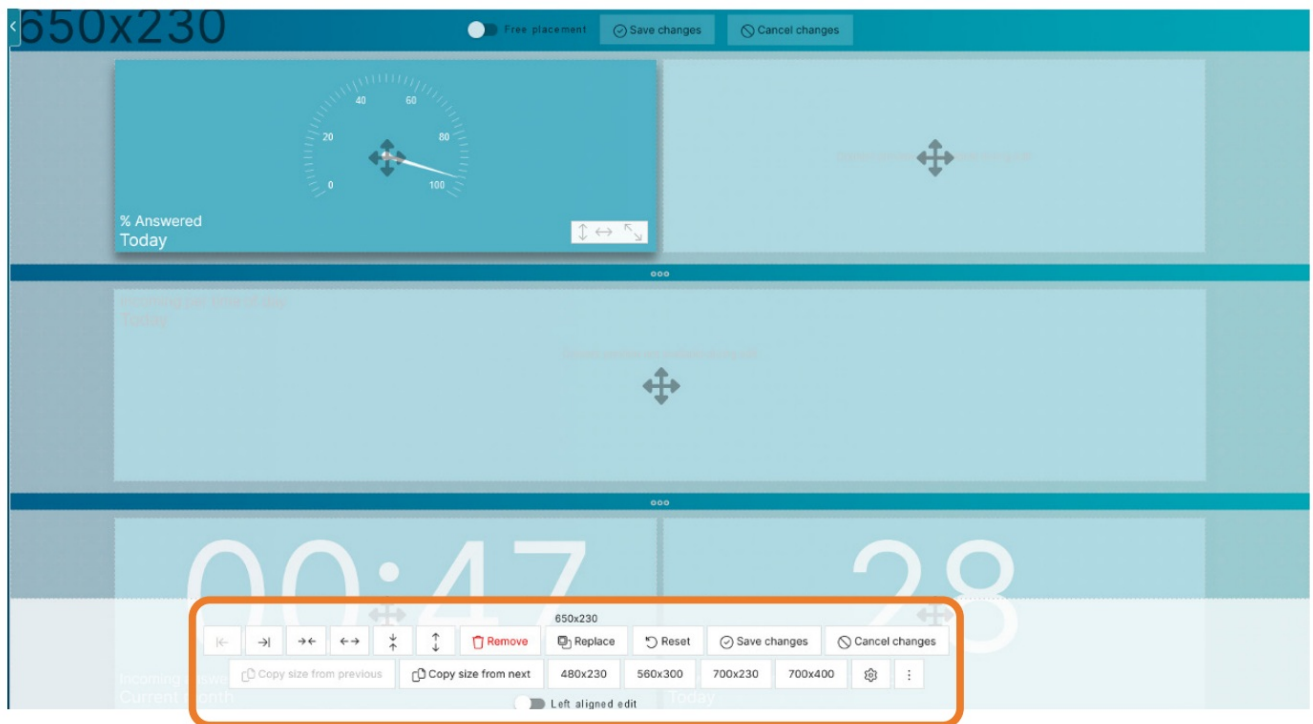 650x230
Free placement Save changes Cancel changes
40 60
20 80
0 100
% Answered
Today
Today
00:47 28
650x230
Remove Replace Reset Save changes Cancel changes
Copy size from previous Copy size from next 480x230 560x300 700x230 700x400
Incoming
Current month Today
Left aligned edit